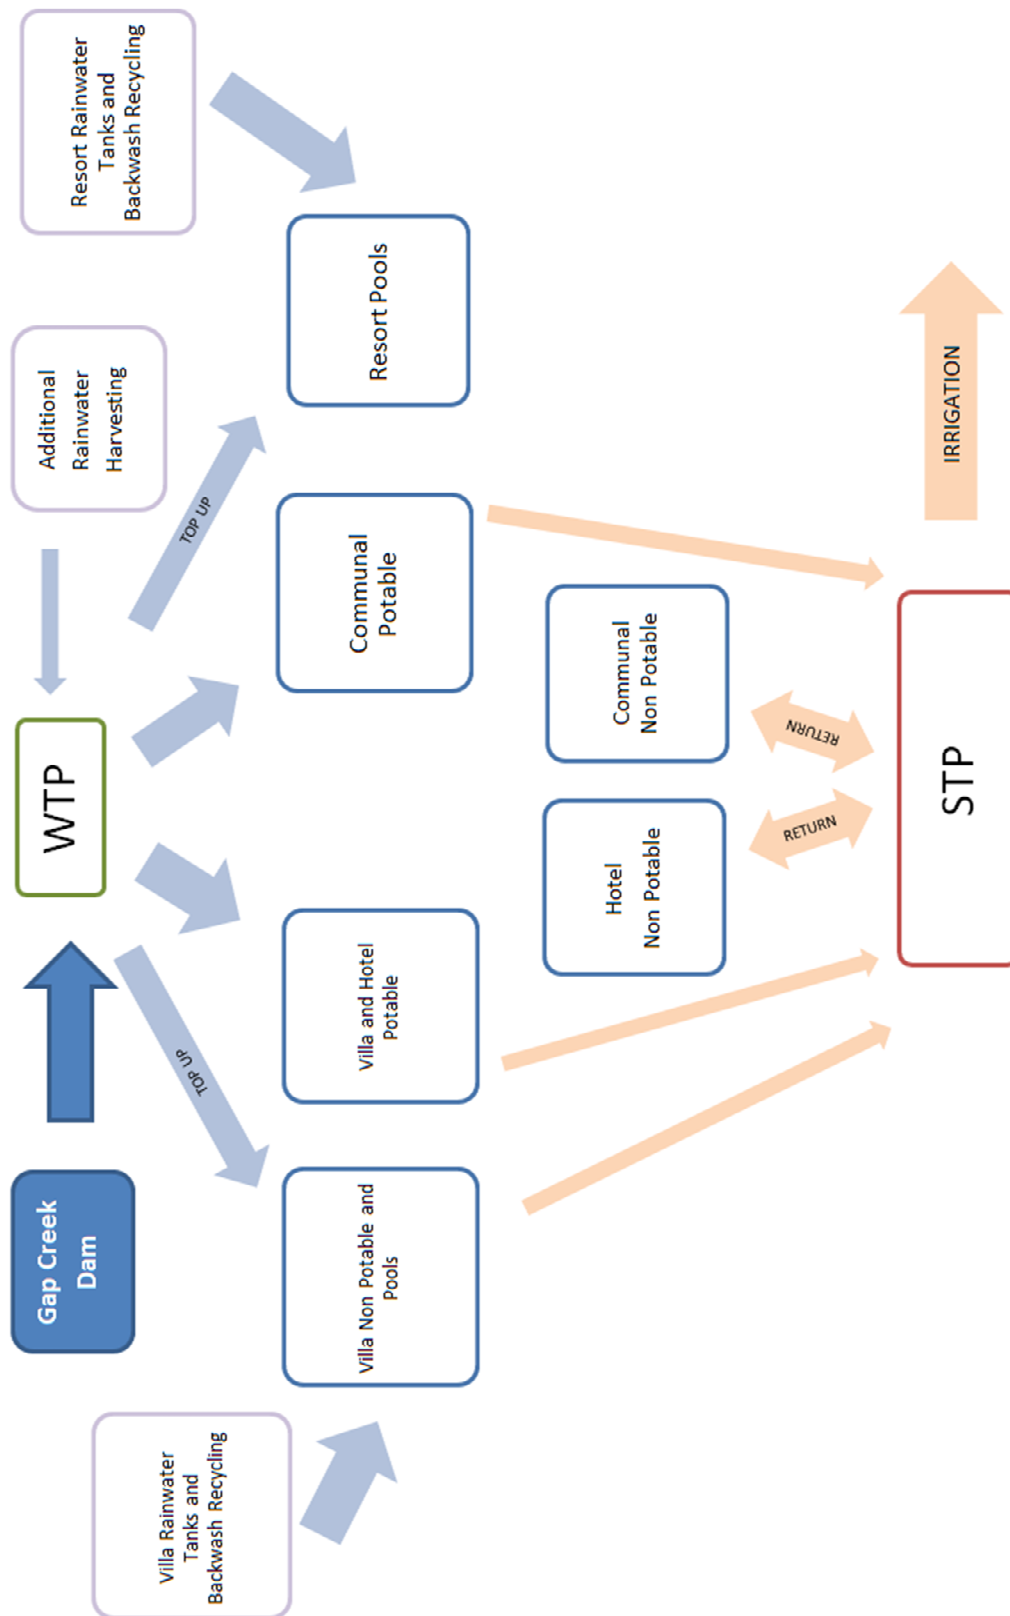 Villa Rainwater
Tanks and
Backwash Recycling
Gap Creek
Dam
WTP
Additional
Rainwater
Harvesting
Resort Rainwater
Tanks and
Backwash Recycling
TOP UP
TOP UP
Villa Non Potable and
Pools
Villa and Hotel
Potable
Communal
Potable
Resort Pools
Hotel
Non Potable
Communal
Non Potable
RETURN
RETURN
STP
IRRIGATION